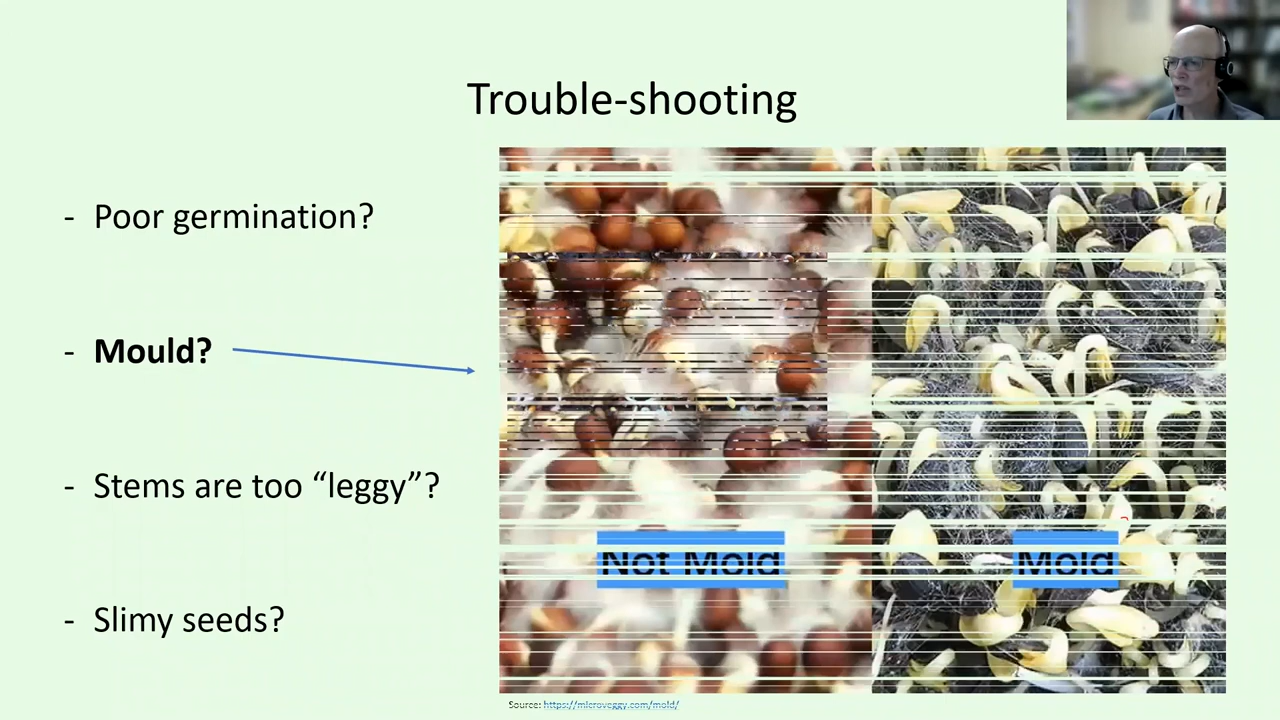 Trouble-shooting
- Poor germination?
- Mould?
- Stems are too “leggy”?
- Slimy seeds?
Not Mold
Mold
Source: https://microveggy.com/mold/